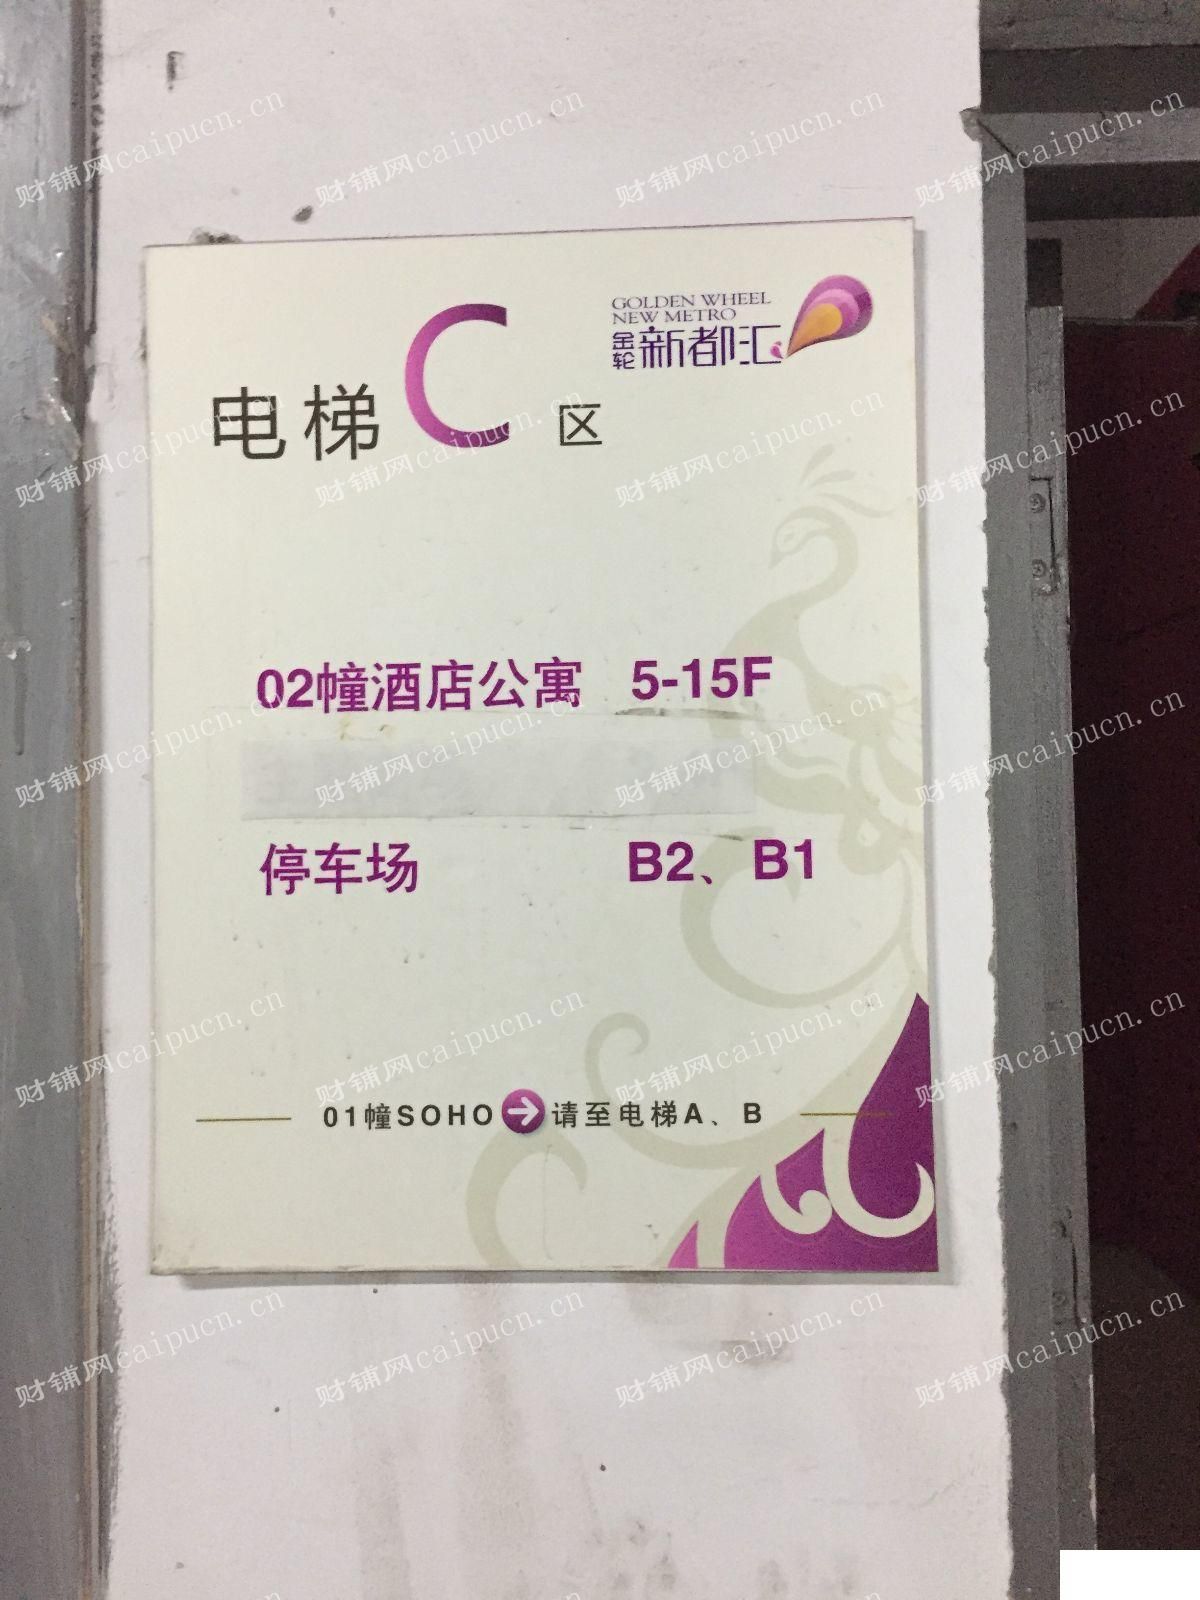 GOLDEN WHEEL
NEW METRO
金轮 新都汇
电梯 C 区
02幢酒店公寓 5-15F
停车场 B2、B1
01幢SOHO 请至电梯A、B
财铺网caipucn.cn